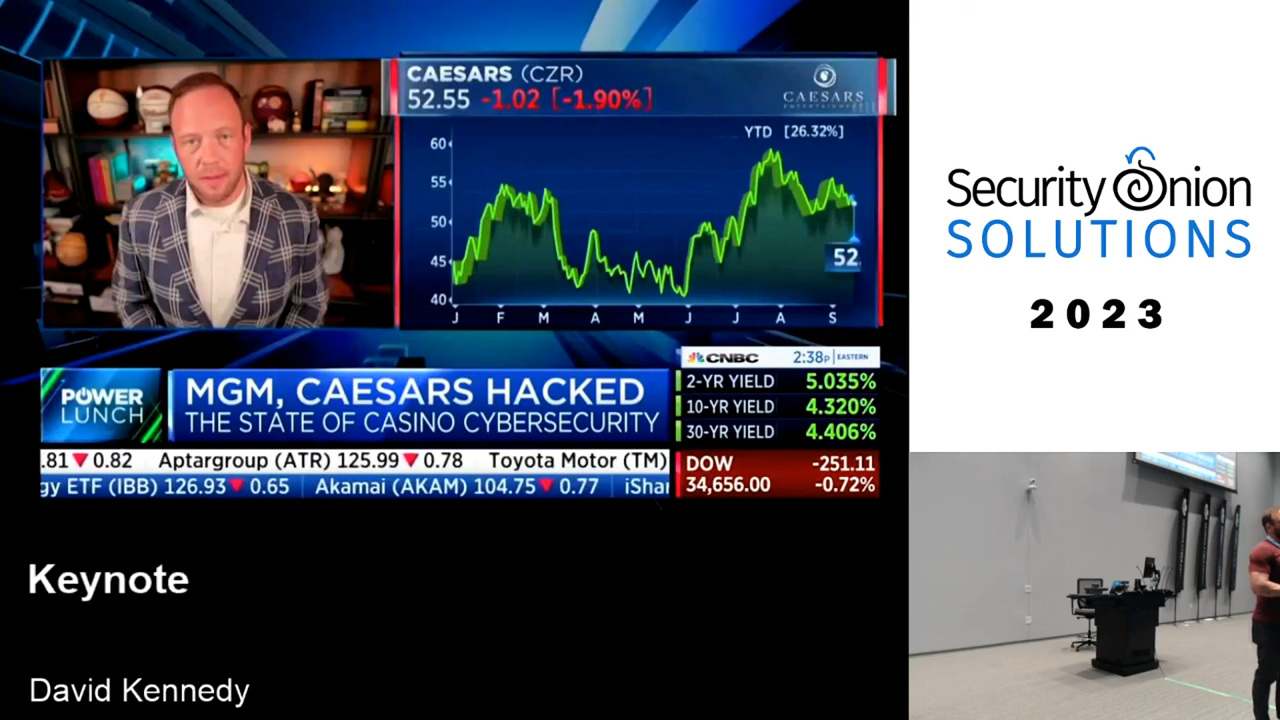 CAESARS (CZR)
52.55 -1.02 [-1.90%]
CAESARS
ENTERTAINMENT
YTD [26.32%]
60
55
50
45
40
52
J F M A M J J A S
CNBC 2:38P EASTERN
POWER
LUNCH
MGM, CAESARS HACKED
THE STATE OF CASINO CYBERSECURITY
2-YR YIELD 5.035%
10-YR YIELD 4.320%
30-YR YIELD 4.406%
.81 0.82 Aptargroup (ATR) 125.99 0.78 Toyota Motor (TM)
gy ETF (IBB) 126.93 0.65 Akamai (AKAM) 104.75 0.77 iShar
DOW -251.11
34,656.00 -0.72%
Keynote
David Kennedy
Security Onion
SOLUTIONS
2023